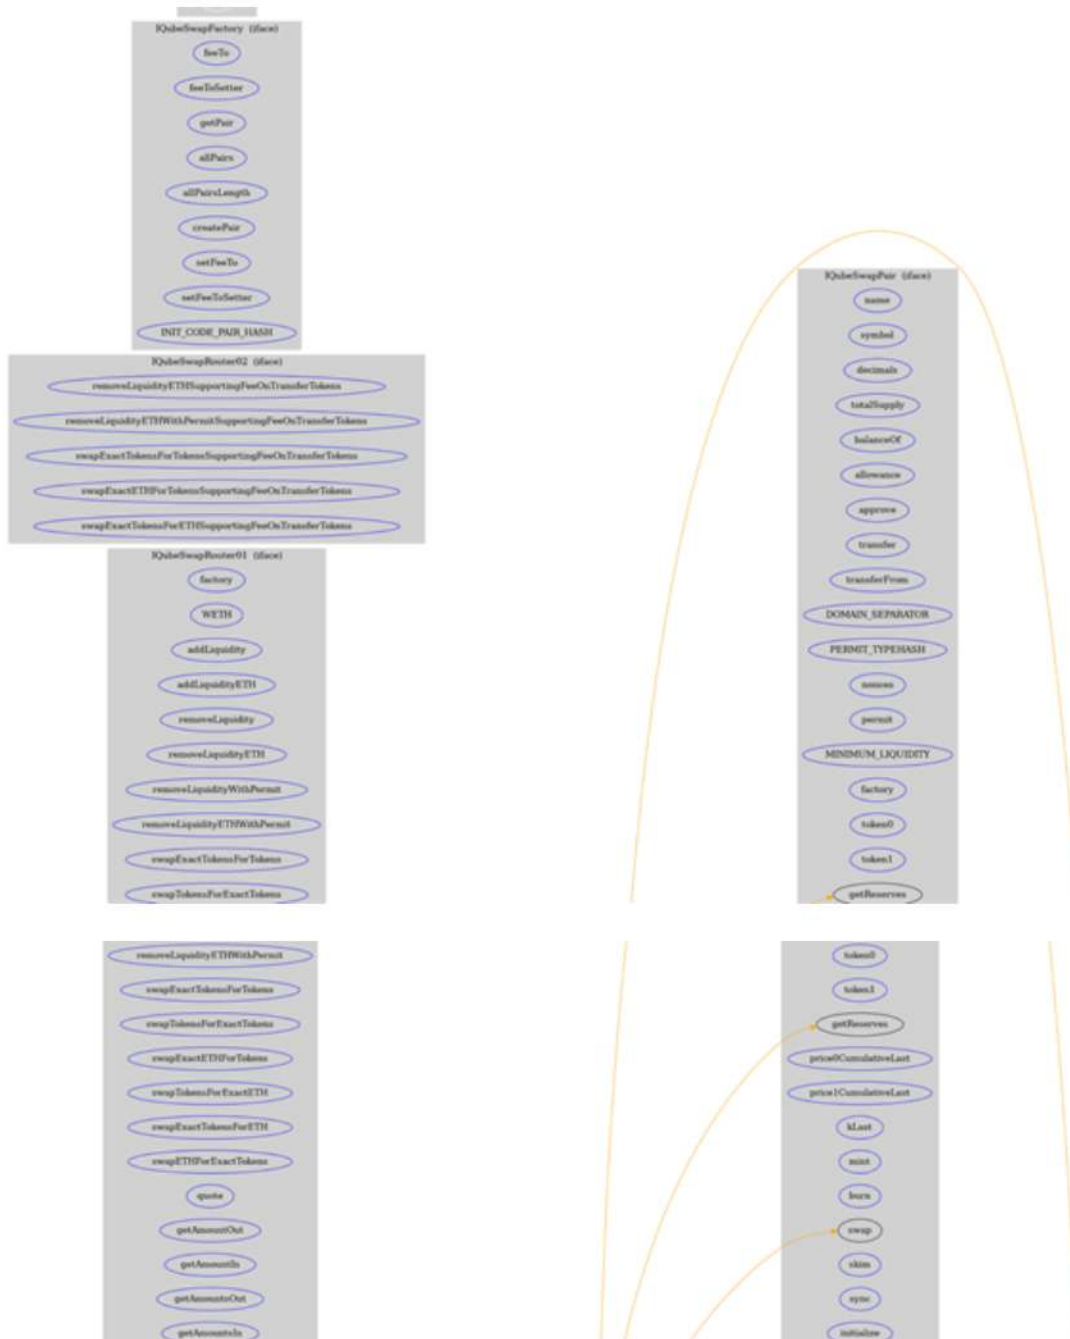 IQubeSwapFactory (iface)
feeTo
feeToSetter
getPair
allPairs
allPairsLength
createPair
setFeeTo
setFeeToSetter
INIT_CODE_PAIR_HASH
IQubeSwapRouter02 (iface)
removeLiquidityETHSupportingFeeOnTransferTokens
removeLiquidityETHWithPermitSupportingFeeOnTransferTokens
swapExactTokensForTokensSupportingFeeOnTransferTokens
swapExactETHForTokensSupportingFeeOnTransferTokens
swapExactTokensForETHSupportingFeeOnTransferTokens
IQubeSwapRouter01 (iface)
factory
WETH
addLiquidity
addLiquidityETH
removeLiquidity
removeLiquidityETH
removeLiquidityWithPermit
removeLiquidityETHWithPermit
swapExactTokensForTokens
swapTokensForExactTokens
IQubeSwapPair (iface)
name
symbol
decimals
totalSupply
balanceOf
allowance
approve
transfer
transferFrom
DOMAIN_SEPARATOR
PERMIT_TYPEHASH
nonces
permit
MINIMUM_LIQUIDITY
factory
token0
token1
getReserves
removeLiquidityETHWithPermit
swapExactTokensForTokens
swapTokensForExactTokens
swapExactETHForTokens
swapTokensForExactETH
swapExactTokensForETH
swapETHForExactTokens
quote
getAmountOut
getAmountIn
getAmountsOut
getAmountsIn
token0
token1
getReserves
price0CumulativeLast
price1CumulativeLast
kLast
mint
burn
swap
skim
sync
initialize